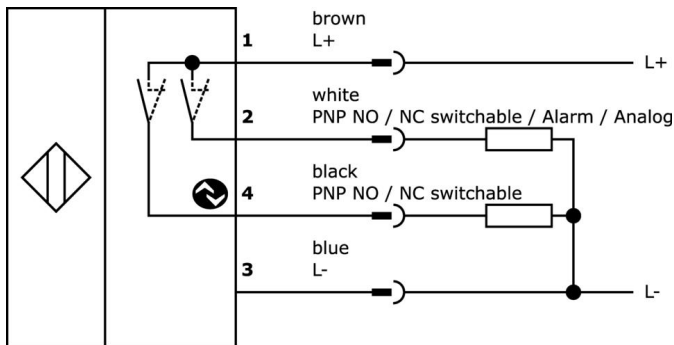 brown
1 L+
L+
white
2 PNP NO / NC switchable / Alarm / Analog
black
4 PNP NO / NC switchable
blue
3 L-
L-